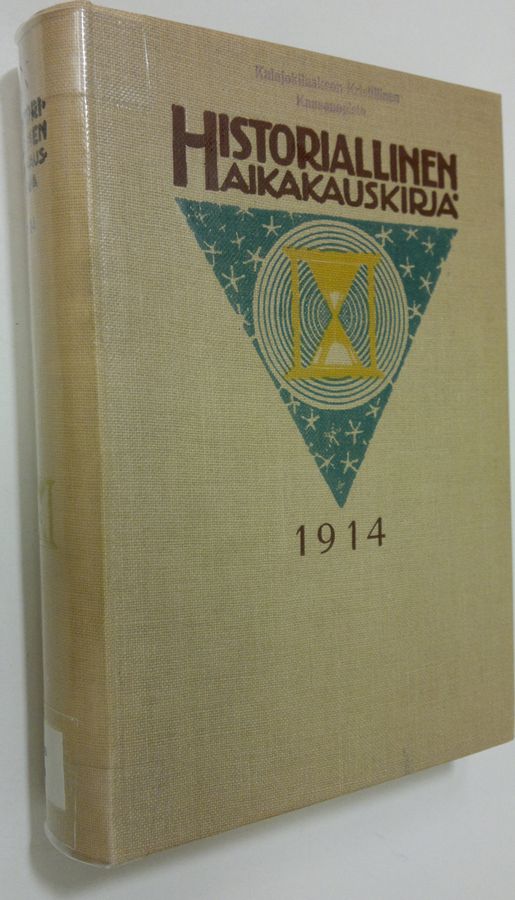 Kalajokilaakson Kristillinen
Kansanopisto
HISTORIALLINEN
AIKAKAUSKIRJA
1914